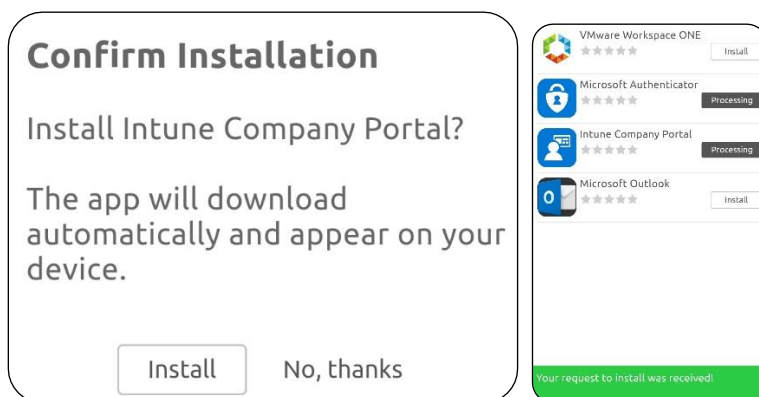 Confirm Installation
Install Intune Company Portal?
The app will download
automatically and appear on your
device.
Install
No, thanks
VMware Workspace ONE
Install
Microsoft Authenticator
Processing
Intune Company Portal
Processing
Microsoft Outlook
Install
Your request to install was received!